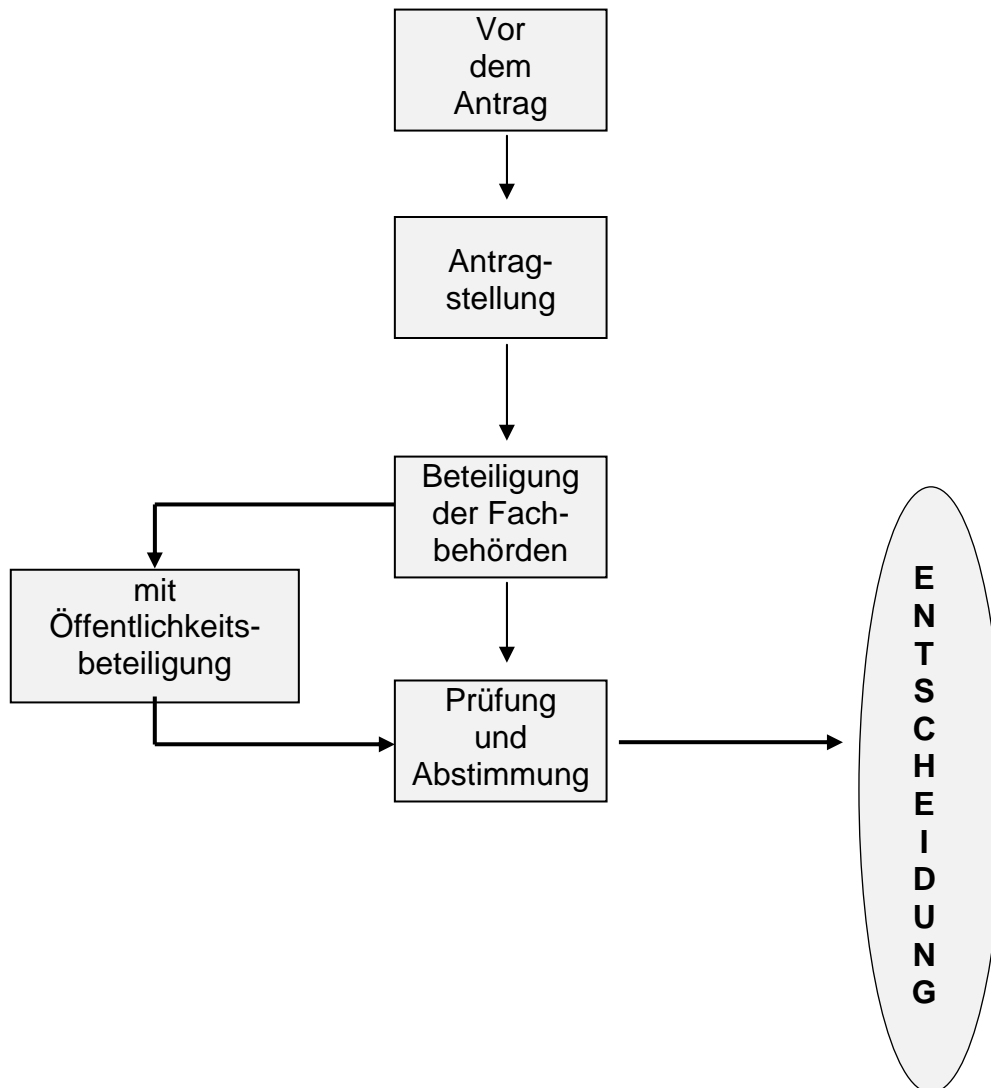 Vor
dem
Antrag
Antrag-
stellung
Beteiligung
der Fach-
behörden
mit
Öffentlichkeits-
beteiligung
Prüfung
und
Abstimmung
E
N
T
S
C
H
E
I
D
U
N
G